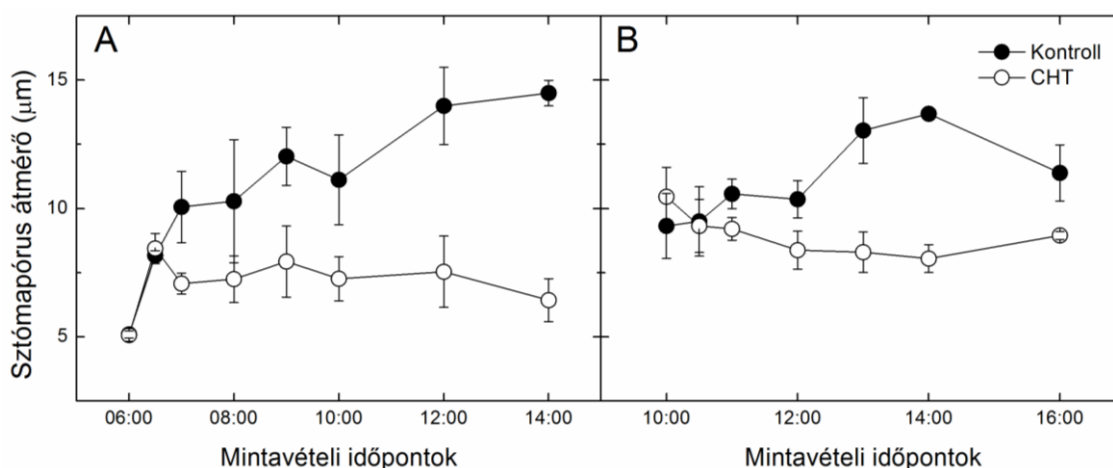 A
B
Kontroll
CHT
Sztómapórus átmérő (μm)
15
10
5
06:00 08:00 10:00 12:00 14:00
10:00 12:00 14:00 16:00
Mintavételi időpontok
Mintavételi időpontok